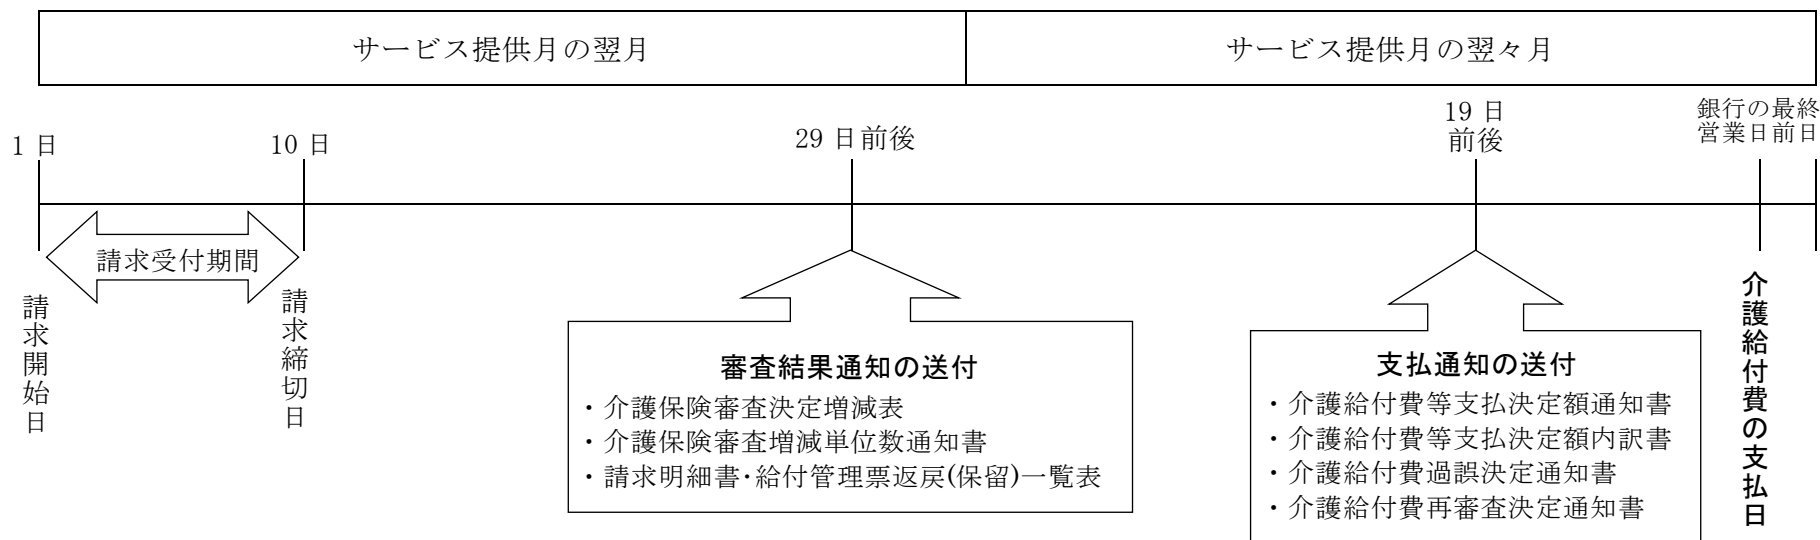 サービス提供月の翌月
サービス提供月の翌々月
1 日
10 日
29 日前後
19 日
前後
銀行の最終
営業日前日
請求受付期間
請求開始日
請求締切日
審査結果通知の送付
・介護保険審査決定増減表
・介護保険審査増減単位数通知書
・請求明細書・給付管理票返戻(保留)一覧表
支払通知の送付
・介護給付費等支払決定額通知書
・介護給付費等支払決定額内訳書
・介護給付費過誤決定通知書
・介護給付費再審査決定通知書
介護給付費の支払日